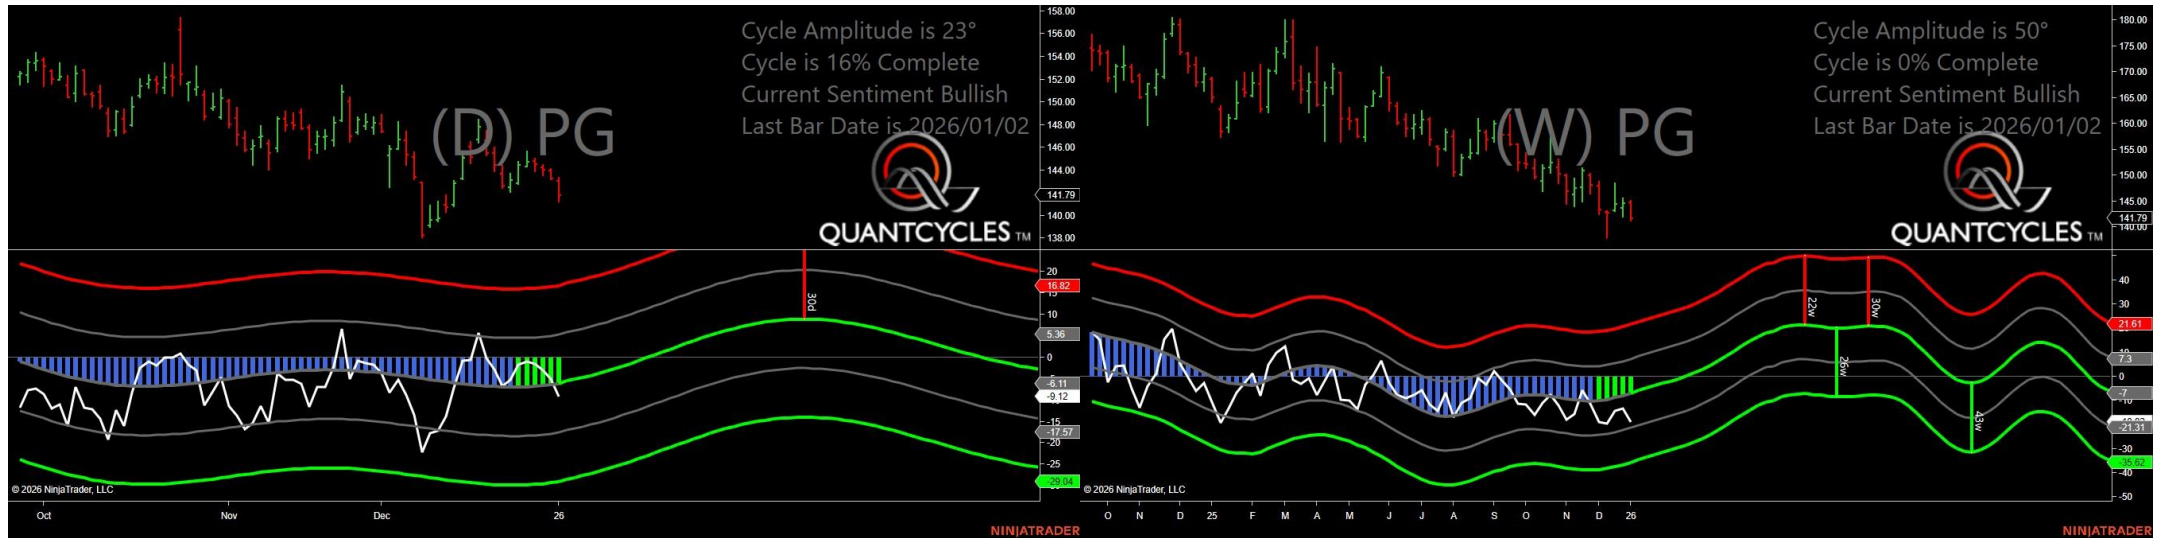 Cycle Amplitude is 23°
Cycle is 16% Complete
Current Sentiment Bullish
Last Bar Date is 2026/01/02
(D) PG
QUANTCYCLES TM
158.00
156.00
154.00
152.00
150.00
148.00
146.00
144.00
141.79
140.00
138.00
20
16.82
15
10
5.36
0
-5
-6.11
-9.12
-15
-17.57
-20
-25
-29.04
30d
© 2026 NinjaTrader, LLC
Oct
Nov
Dec
26
NINJATRADER
Cycle Amplitude is 50°
Cycle is 0% Complete
Current Sentiment Bullish
Last Bar Date is 2026/01/02
(W) PG
QUANTCYCLES TM
180.00
175.00
170.00
165.00
160.00
155.00
150.00
145.00
141.79
140.00
40
30
21.61
7.3
0
-7
-10
-21.31
-30
-35.62
-40
-50
22w
30w
26w
43w
© 2026 NinjaTrader, LLC
O N D 25 F M A M J J A S O N D 26
NINJATRADER